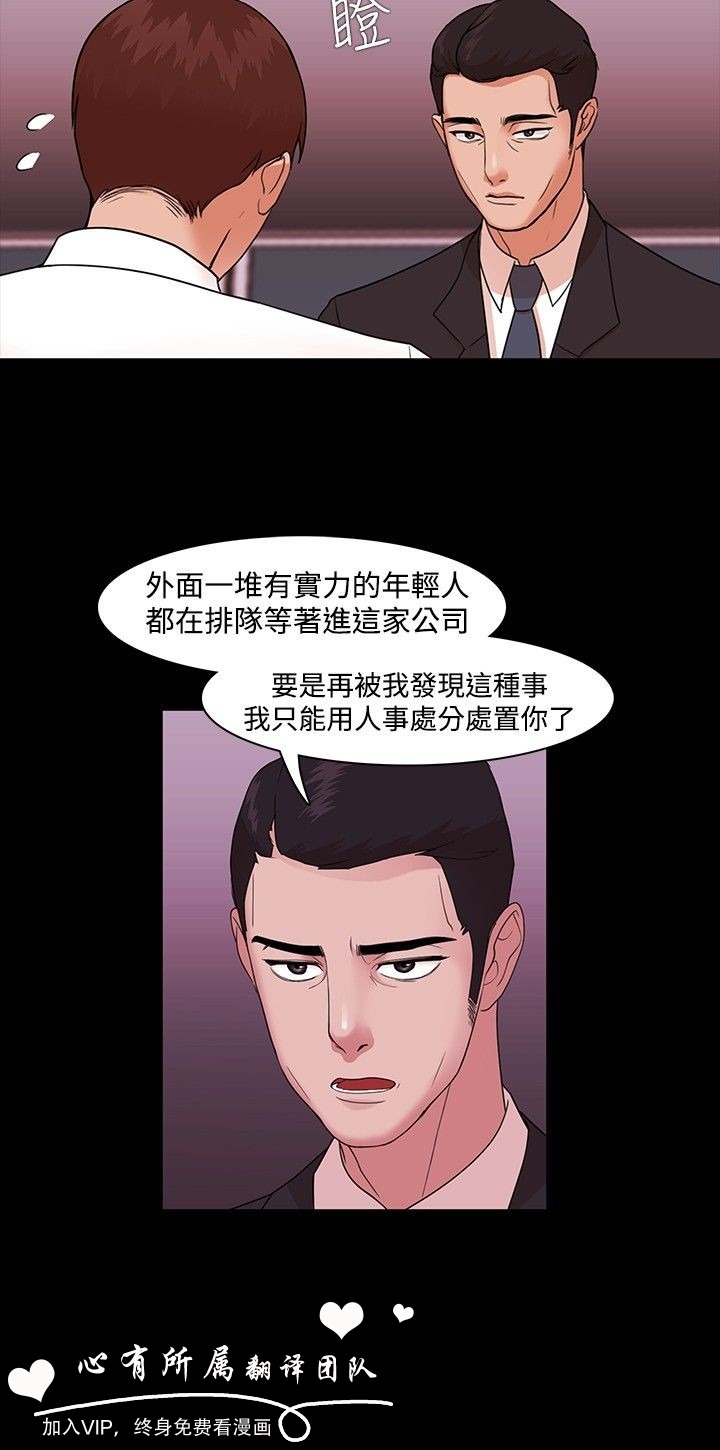 瞪
外面一堆有實力的年輕人
都在排隊等著進這家公司
要是再被我發現這種事
我只能用人事處分處置你了
心有所属翻译团队
加入VIP，终身免费看漫画